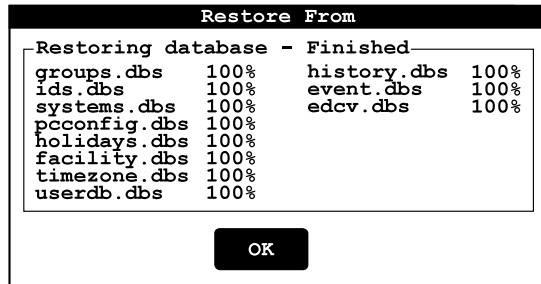 Restore From
Restoring database - Finished
groups.dbs 100% history.dbs 100%
ids.dbs 100% event.dbs 100%
systems.dbs 100% edcv.dbs 100%
pcconfig.dbs 100%
holidays.dbs 100%
facility.dbs 100%
timezone.dbs 100%
userdb.dbs 100%
OK